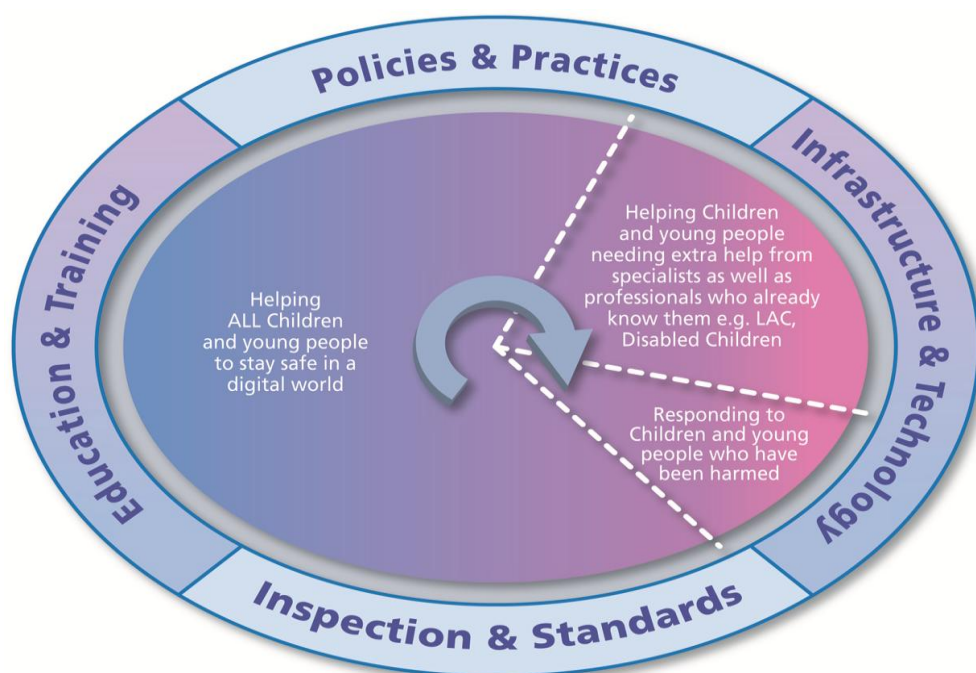 Policies & Practices
Infrastructure & Technology
Education & Training
Inspection & Standards
Helping
ALL Children
and young people
to stay safe in a
digital world
Helping Children
and young people
needing extra help from
specialists as well as
professionals who already
know them e.g. LAC,
Disabled Children
Responding to
Children and young
people who have
been harmed